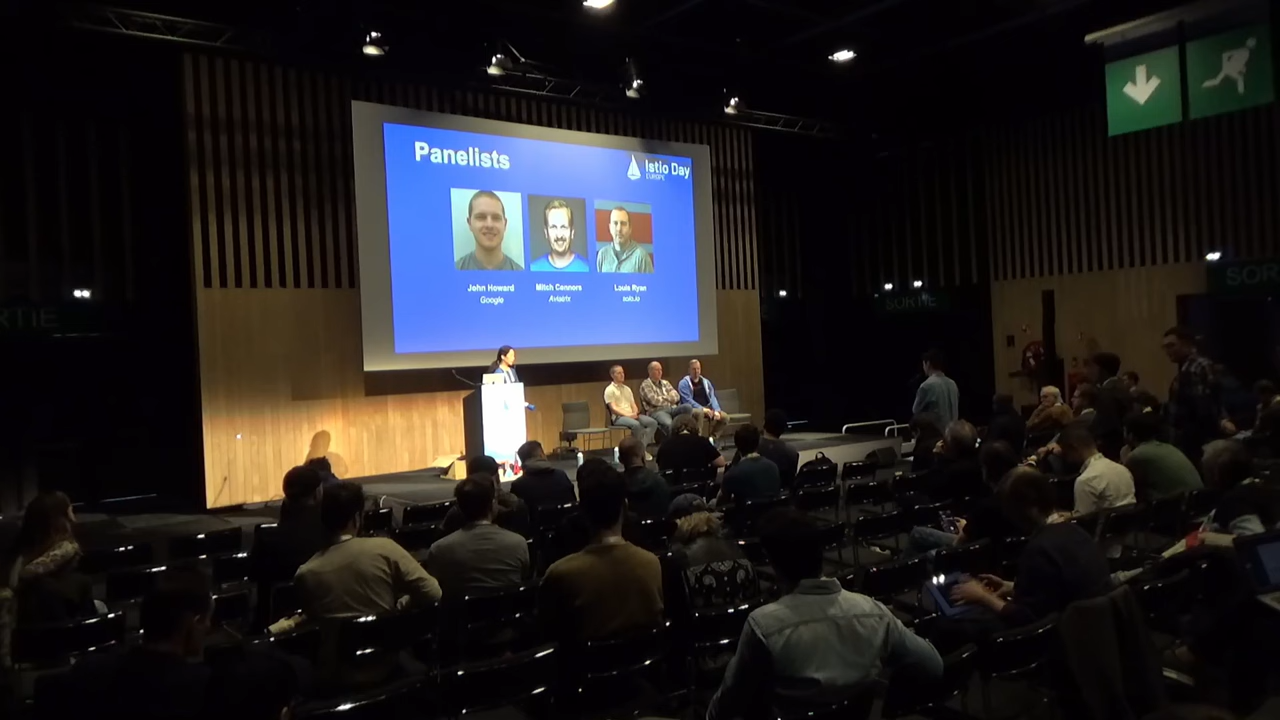 Panelists
Istio Day
EUROPE
John Howard
Google
Mitch Connors
Aviatrix
Louis Ryan
solo.io
SORTIE
SORTIE